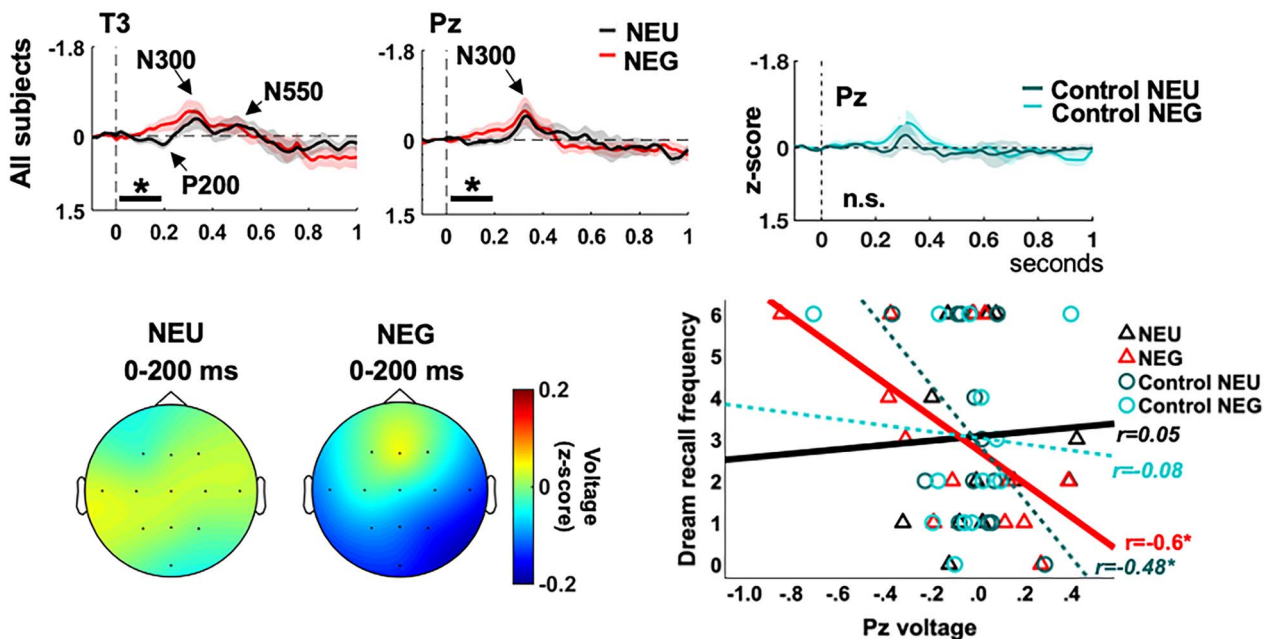 All subjects
T3
-1.8
N300
N550
0
*
P200
1.5
0 0.2 0.4 0.6 0.8 1
Pz
-1.8
N300
NEU
NEG
0
*
1.5
0 0.2 0.4 0.6 0.8 1
z-score
-1.8
Pz
Control NEU
Control NEG
0
n.s.
1.5
0 0.2 0.4 0.6 0.8 1
seconds
NEU
0-200 ms
NEG
0-200 ms
0.2
0
-0.2
Voltage
(z-score)
Dream recall frequency
6
5
4
3
2
1
0
NEU
NEG
Control NEU
Control NEG
r=0.05
r=-0.08
r=-0.6*
r=-0.48*
-1.0 -.8 -.6 -.4 -.2 .0 .2 .4
Pz voltage